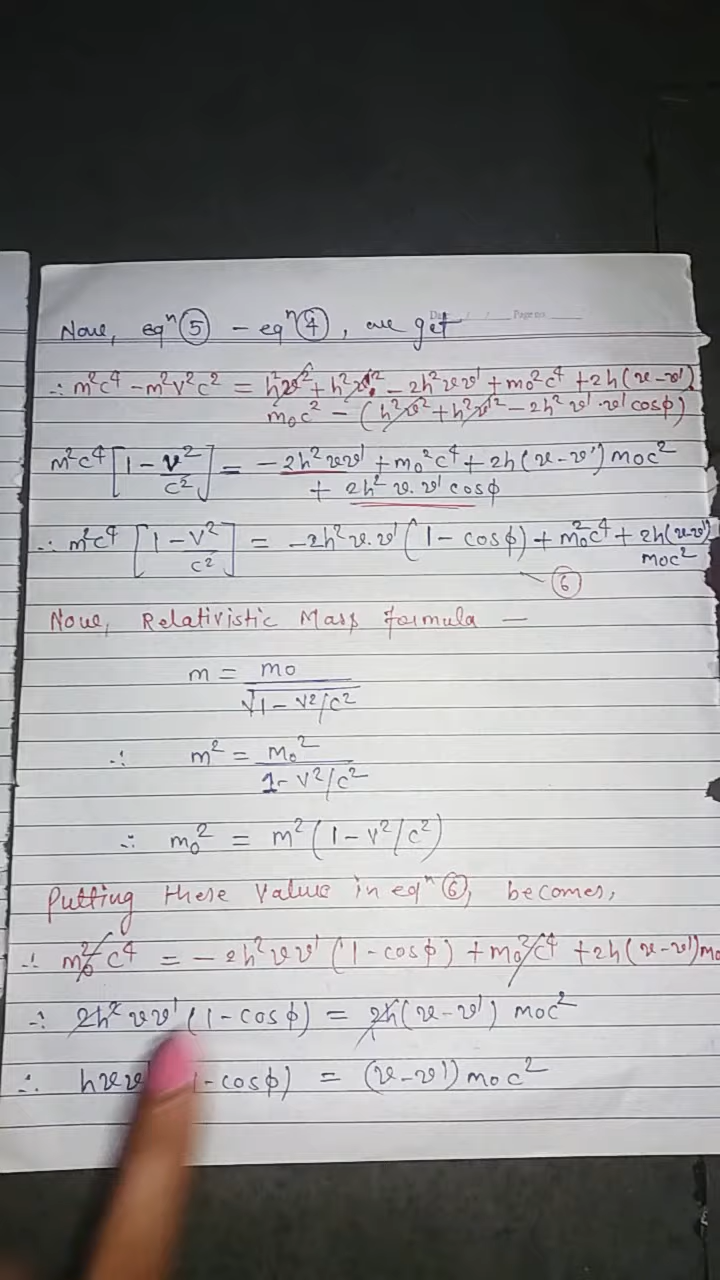 Now, eqⁿ ⑤ - eqⁿ ④, we get
Page no.
∴ m²c⁴ - m²v²c² = h²ν² + h²ν'² - 2h²νν' + m₀²c⁴ + 2h(ν-ν')
m₀c² - (h²ν² + h²ν'² - 2h²ν'·ν'cosϕ)
m²c⁴ [1 - v²/c²] = -2h²νν' + m₀²c⁴ + 2h(ν-ν') m₀c²
+ 2h²ν.ν' cosϕ
∴ m²c⁴ [1 - v²/c²] = -2h²ν.ν' (1 - cosϕ) + m₀²c⁴ + 2h(ν-ν')
m₀c²
⑥
Now, Relativistic Mass formula —
m = m₀/√1 - v²/c²
∴ m² = m₀²/1 - v²/c²
∴ m₀² = m² (1 - v²/c²)
Putting these value in eqⁿ ⑥, becomes,
∴ m₀²c⁴ = -2h²νν' (1 - cosϕ) + m₀²c⁴ + 2h(ν-ν')m₀
∴ 2h²νν' (1 - cosϕ) = 2h(ν-ν') m₀c²
∴ hνν' 1 - cosϕ) = (ν-ν') m₀c²